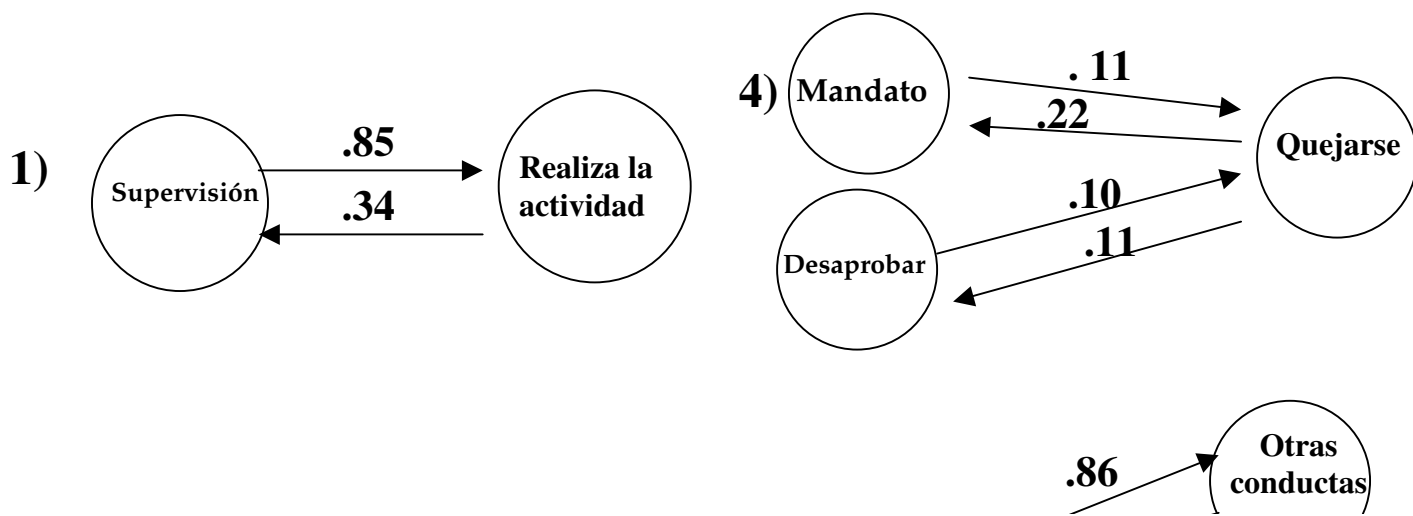 1)
Supervisión
.85
.34
Realiza la
actividad
4)
Mandato
. 11
.22
Quejarse
Desaprobar
.10
.11
.86
Otras
conductas